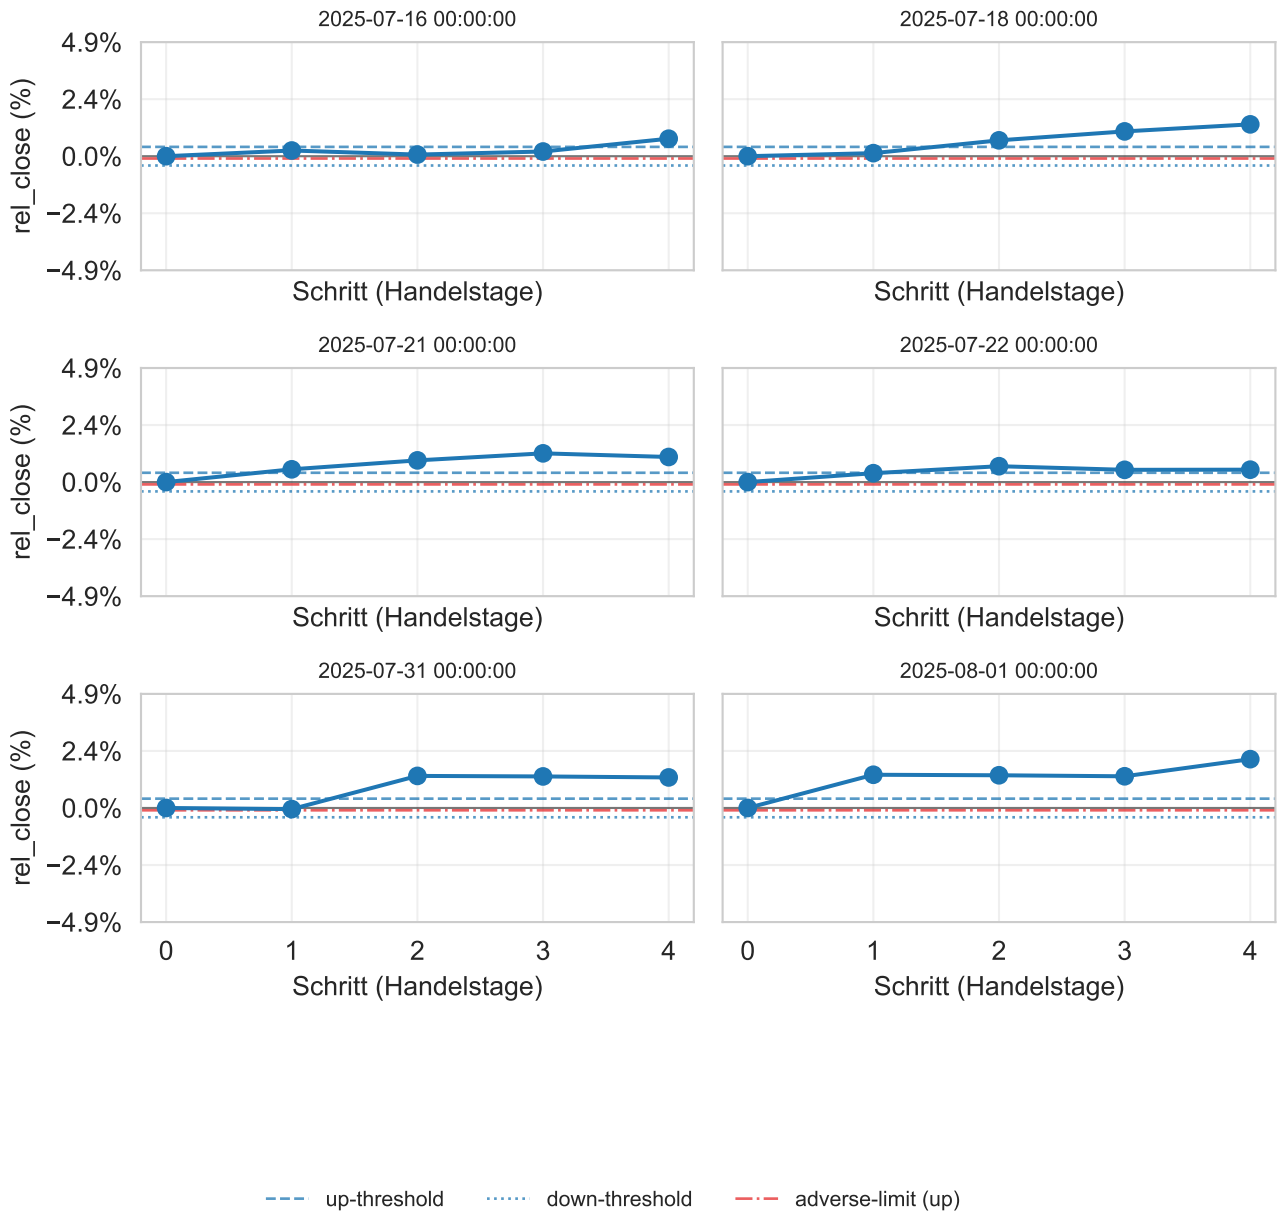 2025-07-16 00:00:00
2025-07-18 00:00:00
4.9%
2.4%
0.0%
−2.4%
−4.9%
rel_close (%)
Schritt (Handelstage)
Schritt (Handelstage)
2025-07-21 00:00:00
2025-07-22 00:00:00
4.9%
2.4%
0.0%
−2.4%
−4.9%
rel_close (%)
Schritt (Handelstage)
Schritt (Handelstage)
2025-07-31 00:00:00
2025-08-01 00:00:00
4.9%
2.4%
0.0%
−2.4%
−4.9%
rel_close (%)
0 1 2 3 4
0 1 2 3 4
Schritt (Handelstage)
Schritt (Handelstage)
up-threshold
down-threshold
adverse-limit (up)